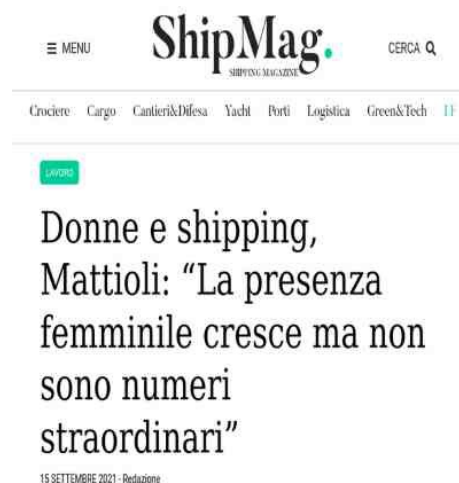 MENU
ShipMag.
SHIPPING MAGAZINE
CERCA
Crociere Cargo Cantieri&Difesa Yacht Porti Logistica Green&Tech
LAVORO
Donne e shipping,
Mattioli: “La presenza
femminile cresce ma non
sono numeri
straordinari”
15 SETTEMBRE 2021 - Redazione